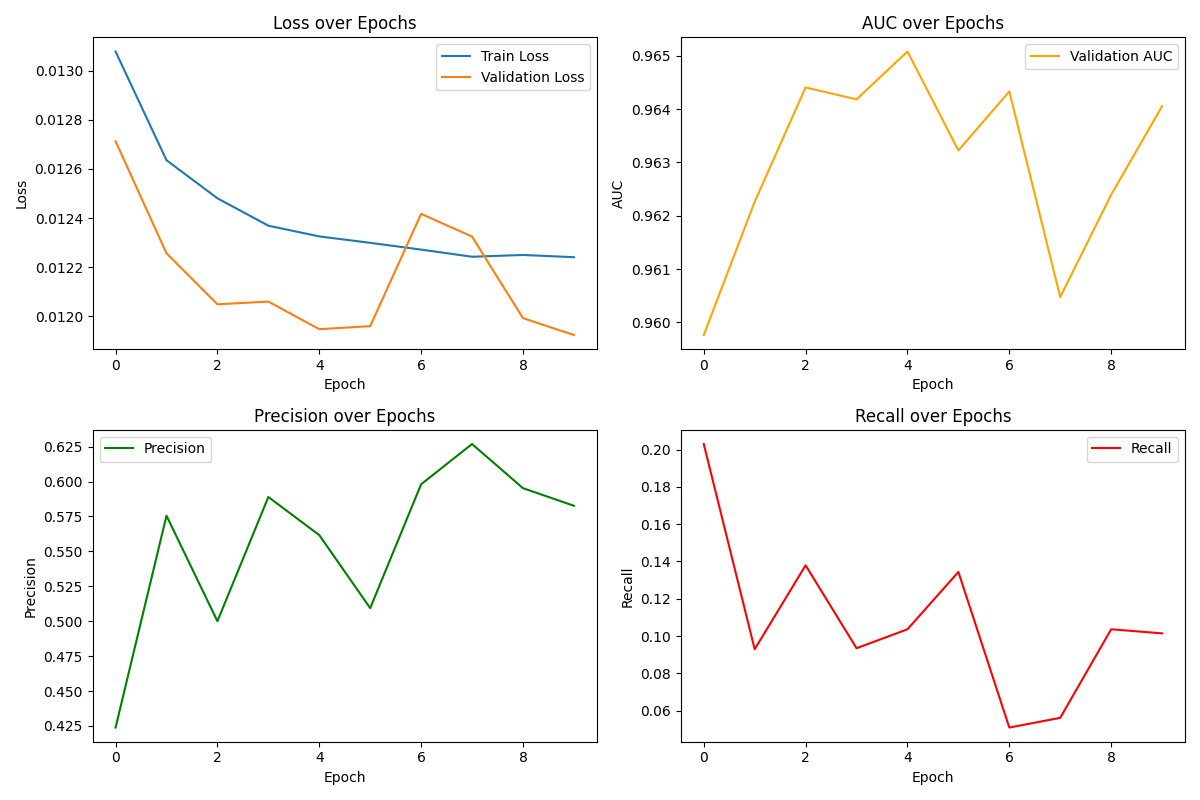 Loss over Epochs
Loss
0.0130
0.0128
0.0126
0.0124
0.0122
0.0120
Train Loss
Validation Loss
0 2 4 6 8
Epoch
AUC over Epochs
AUC
0.965
0.964
0.963
0.962
0.961
0.960
Validation AUC
0 2 4 6 8
Epoch
Precision over Epochs
Precision
0.625
0.600
0.575
0.550
0.525
0.500
0.475
0.450
0.425
Precision
0 2 4 6 8
Epoch
Recall over Epochs
Recall
0.20
0.18
0.16
0.14
0.12
0.10
0.08
0.06
Recall
0 2 4 6 8
Epoch